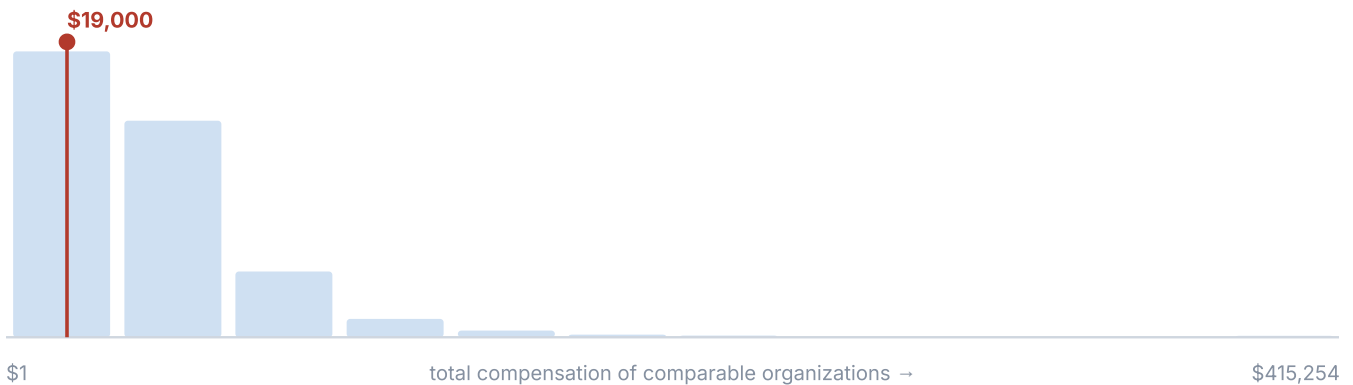 $19,000
$1 total compensation of comparable organizations → $415,254